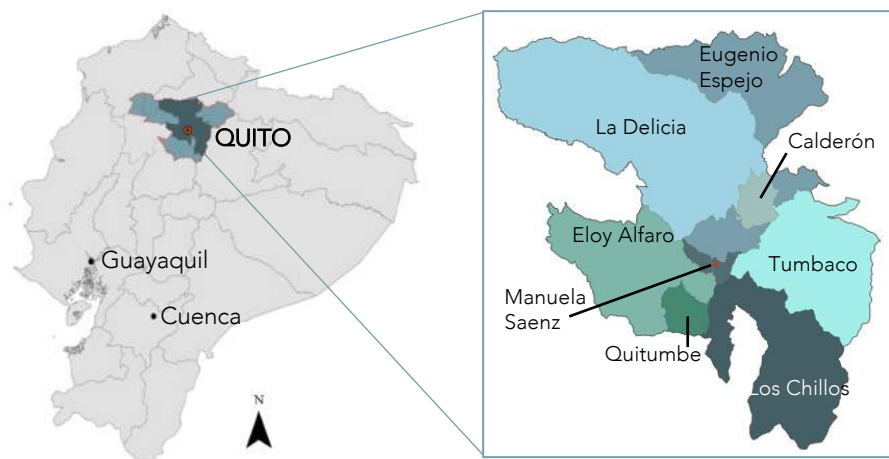 QUITO
Guayaquil
Cuenca
N
Eugenio
Espejo
La Delicia
Calderón
Eloy Alfaro
Tumbaco
Manuela
Saenz
Quitumbe
Los Chillos